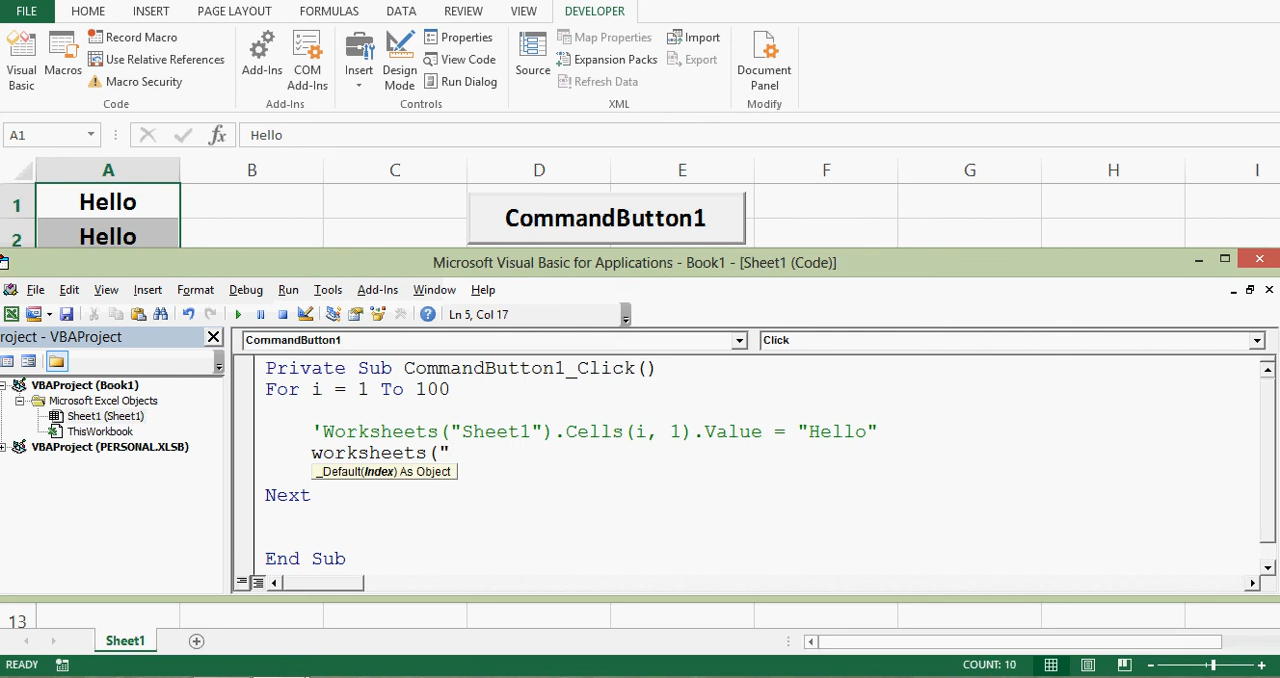 FILE HOME INSERT PAGE LAYOUT FORMULAS DATA REVIEW VIEW DEVELOPER
Visual Basic
Macros
Record Macro
Use Relative References
Macro Security
Code
Add-Ins
COM Add-Ins
Add-Ins
Insert
Design Mode
Properties
View Code
Run Dialog
Controls
Source
Map Properties
Expansion Packs
Refresh Data
Import
Export
XML
Document Panel
Modify
A1 fx Hello
A B C D E F G H I
1 Hello
CommandButton1
2 Hello
Microsoft Visual Basic for Applications - Book1 - [Sheet1 (Code)]
File Edit View Insert Format Debug Run Tools Add-Ins Window Help
Ln 5, Col 17
roject - VBAProject
VBAProject (Book1)
Microsoft Excel Objects
Sheet1 (Sheet1)
ThisWorkbook
VBAProject (PERSONAL.XLSB)
CommandButton1 Click
Private Sub CommandButton1_Click()
For i = 1 To 100
'Worksheets("Sheet1").Cells(i, 1).Value = "Hello"
worksheets("
_Default(Index) As Object
Next
End Sub
13
Sheet1
READY COUNT: 10